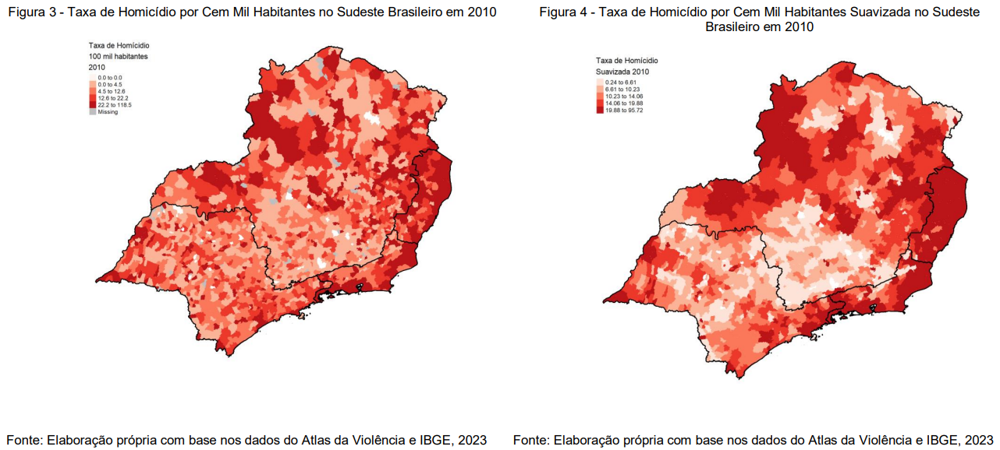 Figura 3 - Taxa de Homicídio por Cem Mil Habitantes no Sudeste Brasileiro em 2010
Taxa de Homícidio
100 mil habitantes
2010
0.0 to 0.0
0.0 to 4.5
4.5 to 12.6
12.6 to 22.2
22.2 to 118.5
Missing
Fonte: Elaboração própria com base nos dados do Atlas da Violência e IBGE, 2023
Figura 4 - Taxa de Homicídio por Cem Mil Habitantes Suavizada no Sudeste
Brasileiro em 2010
Taxa de Homícidio
Suavizada 2010
0.24 to 6.61
6.61 to 10.23
10.23 to 14.06
14.06 to 19.88
19.88 to 95.72
Fonte: Elaboração própria com base nos dados do Atlas da Violência e IBGE, 2023